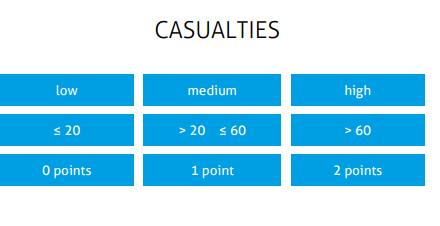 CASUALTIES
low medium high
≤ 20 > 20 ≤ 60 > 60
0 points 1 point 2 points